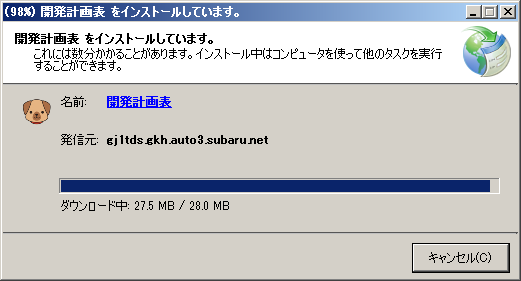 (98%) 開発計画表 をインストールしています。
開発計画表 をインストールしています。
これには数分かかることがあります。インストール中はコンピュータを使って他のタスクを実行
することができます。
名前: 開発計画表
発信元: gj1tds.gkh.auto3.subaru.net
ダウンロード中: 27.5 MB / 28.0 MB
キャンセル(C)